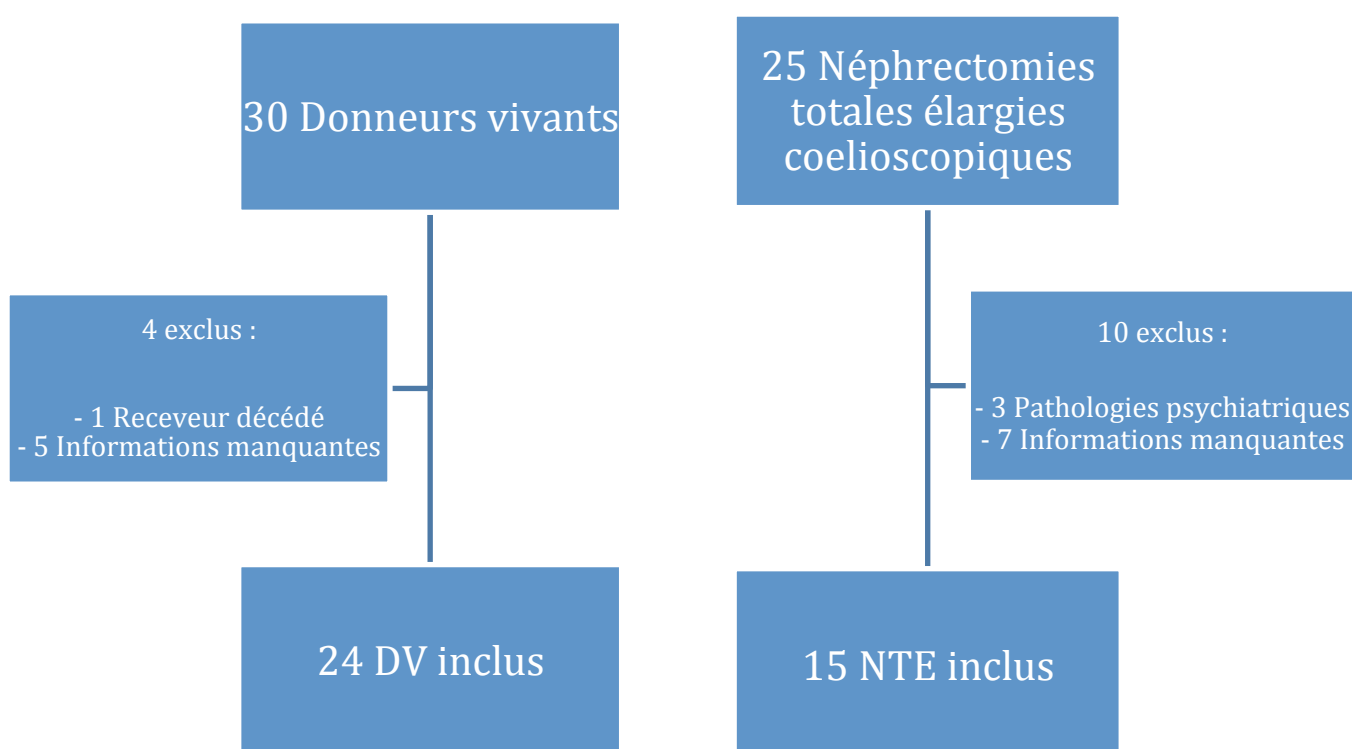 30 Donneurs vivants
4 exclus :
- 1 Receveur décédé
- 5 Informations manquantes
24 DV inclus
25 Néphrectomies
totales élargies
coelioscopiques
10 exclus :
- 3 Pathologies psychiatriques
- 7 Informations manquantes
15 NTE inclus